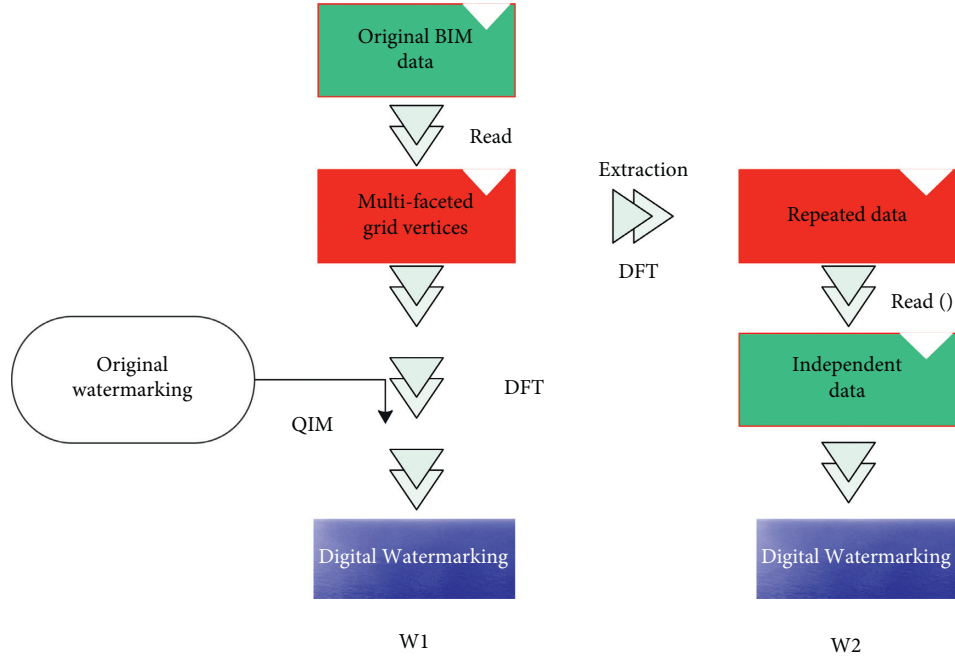 Original BIM
data
Read
Multi-faceted
grid vertices
Extraction
DFT
Repeated data
Read ()
Original
watermarking
QIM
DFT
Independent
data
Digital Watermarking
Digital Watermarking
W1
W2